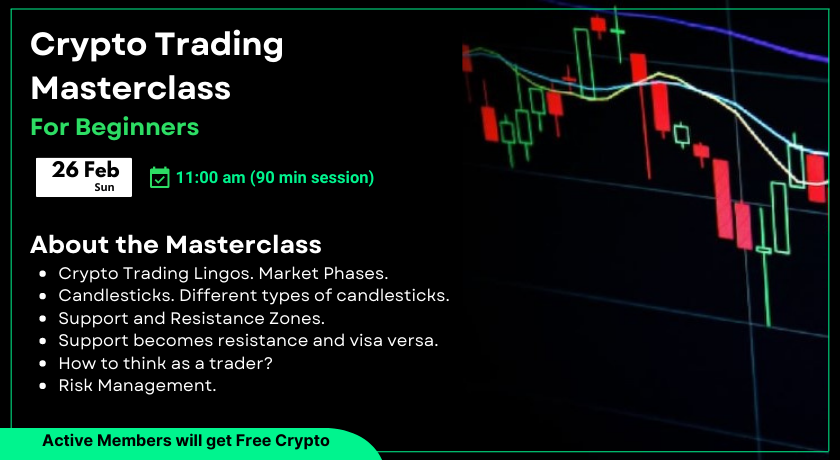 Crypto Trading
Masterclass
For Beginners
26 Feb
Sun
11:00 am (90 min session)
About the Masterclass
• Crypto Trading Lingos. Market Phases.
• Candlesticks. Different types of candlesticks.
• Support and Resistance Zones.
• Support becomes resistance and visa versa.
• How to think as a trader?
• Risk Management.
Active Members will get Free Crypto